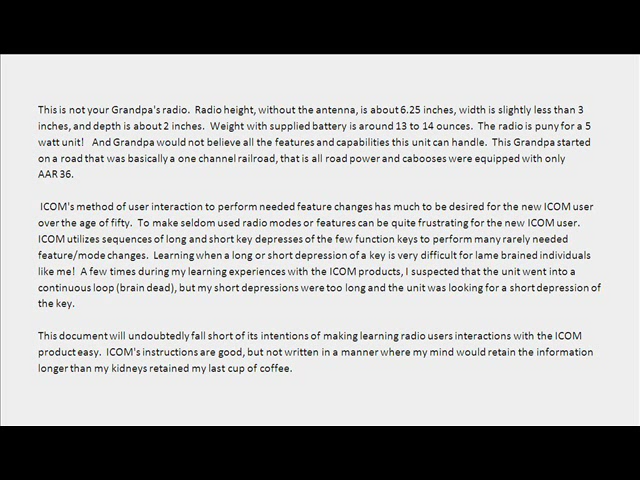 This is not your Grandpa's radio.  Radio height, without the antenna, is about 6.25 inches, width is slightly less than 3
inches, and depth is about 2 inches.  Weight with supplied battery is around 13 to 14 ounces.  The radio is puny for a 5
watt unit!   And Grandpa would not believe all the features and capabilities this unit can handle.  This Grandpa started
on a road that was basically a one channel railroad, that is all road power and cabooses were equipped with only
AAR 36.
ICOM's method of user interaction to perform needed feature changes has much to be desired for the new ICOM user
over the age of fifty.  To make seldom used radio modes or features can be quite frustrating for the new ICOM user.
ICOM utilizes sequences of long and short key depresses of the few function keys to perform many rarely needed
feature/mode changes.  Learning when a long or short depression of a key is very difficult for lame brained individuals
like me!  A few times during my learning experiences with the ICOM products, I suspected that the unit went into a
continuous loop (brain dead), but my short depressions were too long and the unit was looking for a short depression of
the key.
This document will undoubtedly fall short of its intentions of making learning radio users interactions with the ICOM
product easy.  ICOM's instructions are good, but not written in a manner where my mind would retain the information
longer than my kidneys retained my last cup of coffee.